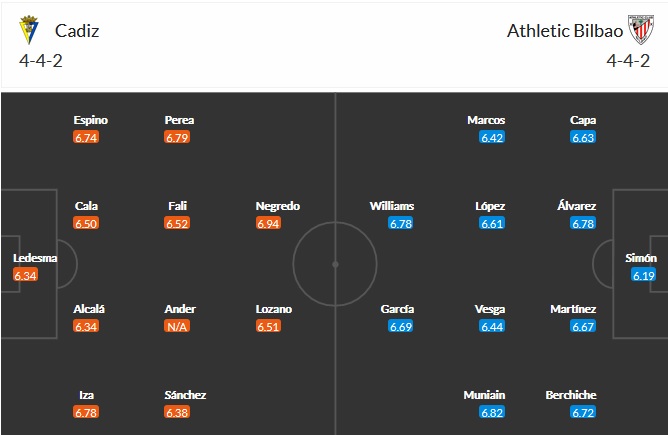 Cadiz Athletic Bilbao
4-4-2 4-4-2
Espino Perea Marcos Capa
6.74 6.79 6.42 6.63
Cala Fali Negredo Williams López Álvarez
6.50 6.52 6.94 6.78 6.61 6.78
Ledesma Simón
6.34 6.19
Alcalá Ander Lozano García Vesga Martínez
6.34 N/A 6.51 6.69 6.44 6.67
Iza Sánchez Muniain Berchiche
6.78 6.38 6.82 6.72